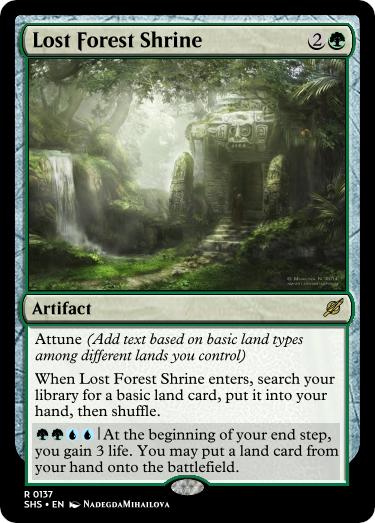 Lost Forest Shrine 2
Artifact
Attune (Add text based on basic land types
among different lands you control)
When Lost Forest Shrine enters, search your
library for a basic land card, put it into your
hand, then shuffle.
| At the beginning of your end step,
you gain 3 life. You may put a land card from
your hand onto the battlefield.
R 0137
SHS • EN NadegdaMihailova